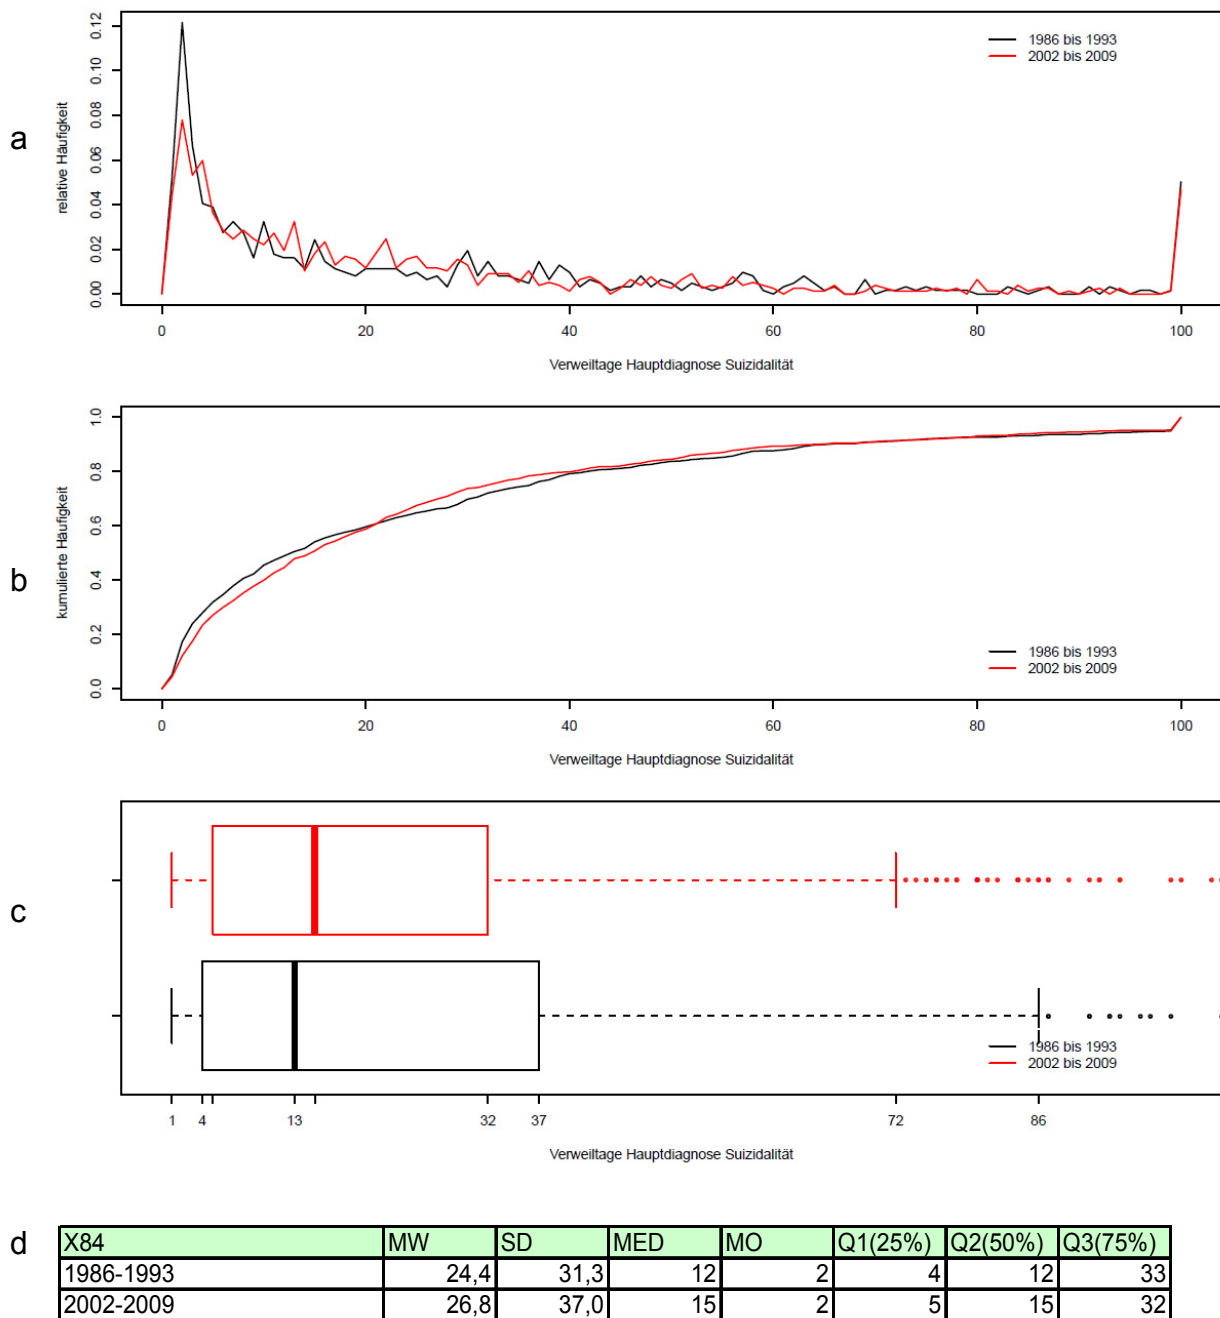 a
relative Häufigkeit
0.00 0.02 0.04 0.06 0.08 0.10 0.12
1986 bis 1993
2002 bis 2009
0 20 40 60 80 100
Verweiltage Hauptdiagnose Suizidalität
b
kumulierte Häufigkeit
0.0 0.2 0.4 0.6 0.8 1.0
1986 bis 1993
2002 bis 2009
0 20 40 60 80 100
Verweiltage Hauptdiagnose Suizidalität
c
1986 bis 1993
2002 bis 2009
1 4 13 32 37 72 86
Verweiltage Hauptdiagnose Suizidalität
d
X84 MW SD MED MO Q1(25%) Q2(50%) Q3(75%)
1986-1993 24,4 31,3 12 2 4 12 33
2002-2009 26,8 37,0 15 2 5 15 32